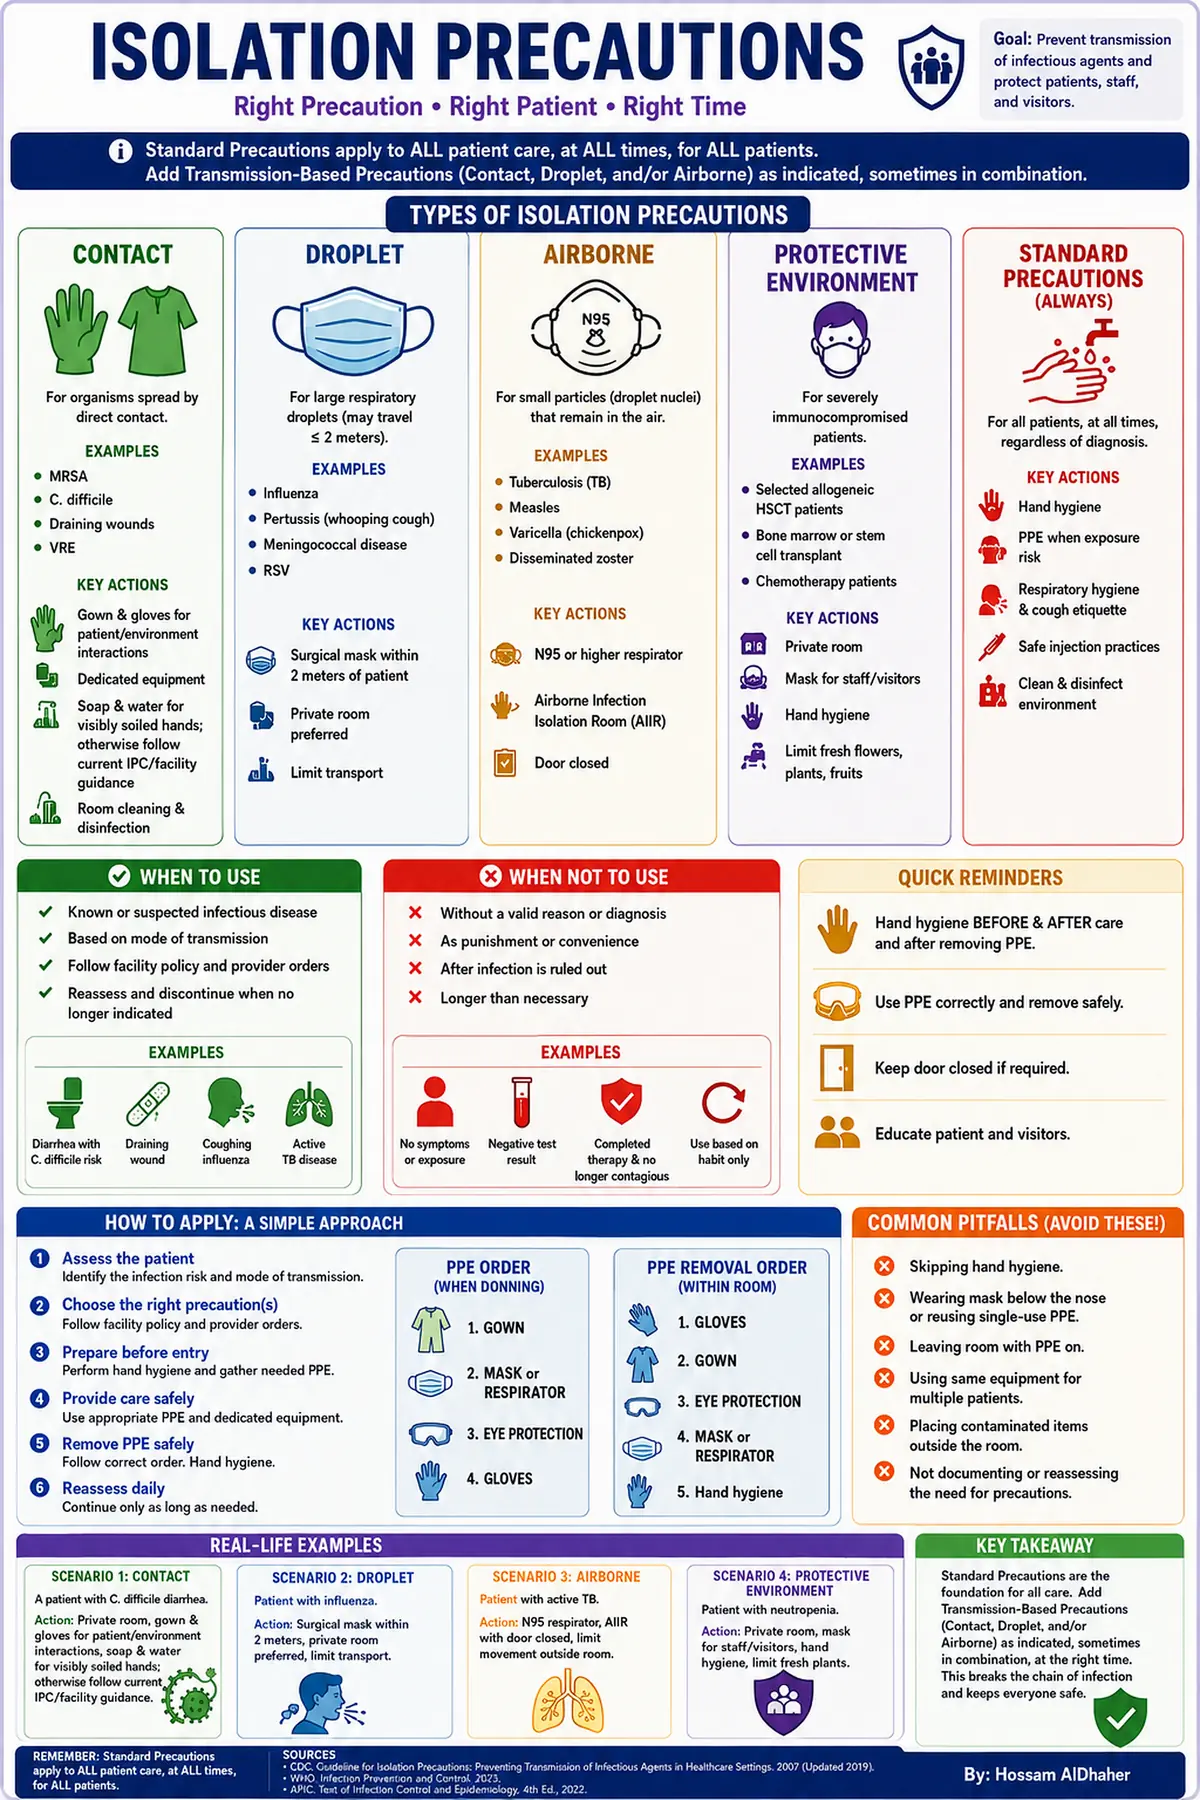 ISOLATION PRECAUTIONS
Right Precaution • Right Patient • Right Time
Goal: Prevent transmission
of infectious agents and
protect patients, staff,
and visitors.
i
Standard Precautions apply to ALL patient care, at ALL times, for ALL patients.
Add Transmission-Based Precautions (Contact, Droplet, and/or Airborne) as indicated, sometimes in combination.
TYPES OF ISOLATION PRECAUTIONS
CONTACT
For organisms spread by
direct contact.
EXAMPLES
• MRSA
• C. difficile
• Draining wounds
• VRE
KEY ACTIONS
Gown & gloves for
patient/environment
interactions
Dedicated equipment
Soap & water for
visibly soiled hands;
otherwise follow
current IPC/facility
guidance
Room cleaning &
disinfection
DROPLET
For large respiratory
droplets (may travel
≤ 2 meters).
EXAMPLES
• Influenza
• Pertussis (whooping cough)
• Meningococcal disease
• RSV
KEY ACTIONS
Surgical mask within
2 meters of patient
Private room
preferred
Limit transport
AIRBORNE
N95
For small particles (droplet nuclei)
that remain in the air.
EXAMPLES
• Tuberculosis (TB)
• Measles
• Varicella (chickenpox)
• Disseminated zoster
KEY ACTIONS
N95 or higher respirator
Airborne Infection
Isolation Room (AIIR)
Door closed
PROTECTIVE
ENVIRONMENT
For severely
immunocompromised
patients.
EXAMPLES
• Selected allogeneic
HSCT patients
• Bone marrow or stem
cell transplant
• Chemotherapy patients
KEY ACTIONS
Private room
Mask for staff/visitors
Hand hygiene
Limit fresh flowers,
plants, fruits
STANDARD
PRECAUTIONS
(ALWAYS)
For all patients, at all times,
regardless of diagnosis.
KEY ACTIONS
Hand hygiene
PPE when exposure
risk
Respiratory hygiene
& cough etiquette
Safe injection practices
Clean & disinfect
environment
WHEN TO USE
Known or suspected infectious disease
Based on mode of transmission
Follow facility policy and provider orders
Reassess and discontinue when no
longer indicated
EXAMPLES
Diarrhea with
C. difficile risk
Draining
wound
Coughing
influenza
Active
TB disease
WHEN NOT TO USE
Without a valid reason or diagnosis
As punishment or convenience
After infection is ruled out
Longer than necessary
EXAMPLES
No symptoms
or exposure
Negative test
result
Completed
therapy & no
longer contagious
Use based on
habit only
QUICK REMINDERS
Hand hygiene BEFORE & AFTER care
and after removing PPE.
Use PPE correctly and remove safely.
Keep door closed if required.
Educate patient and visitors.
HOW TO APPLY: A SIMPLE APPROACH
1 Assess the patient
Identify the infection risk and mode of transmission.
2 Choose the right precaution(s)
Follow facility policy and provider orders.
3 Prepare before entry
Perform hand hygiene and gather needed PPE.
4 Provide care safely
Use appropriate PPE and dedicated equipment.
5 Remove PPE safely
Follow correct order. Hand hygiene.
6 Reassess daily
Continue only as long as needed.
PPE ORDER
(WHEN DONNING)
1. GOWN
2. MASK or
RESPIRATOR
3. EYE PROTECTION
4. GLOVES
PPE REMOVAL ORDER
(WITHIN ROOM)
1. GLOVES
2. GOWN
3. EYE PROTECTION
4. MASK or
RESPIRATOR
5. Hand hygiene
COMMON PITFALLS (AVOID THESE!)
Skipping hand hygiene.
Wearing mask below the nose
or reusing single-use PPE.
Leaving room with PPE on.
Using same equipment for
multiple patients.
Placing contaminated items
outside the room.
Not documenting or reassessing
the need for precautions.
REAL-LIFE EXAMPLES
SCENARIO 1: CONTACT
A patient with C. difficile diarrhea.
Action: Private room, gown &
gloves for patient/environment
interactions, soap & water
for visibly soiled hands;
otherwise follow current
IPC/facility guidance.
SCENARIO 2: DROPLET
Patient with influenza.
Action: Surgical mask within
2 meters, private room
preferred, limit transport.
SCENARIO 3: AIRBORNE
Patient with active TB.
Action: N95 respirator, AIIR
with door closed, limit
movement outside room.
SCENARIO 4: PROTECTIVE
ENVIRONMENT
Patient with neutropenia.
Action: Private room, mask
for staff/visitors, hand
hygiene, limit fresh plants.
KEY TAKEAWAY
Standard Precautions are the
foundation for all care. Add
Transmission-Based Precautions
(Contact, Droplet, and/or
Airborne) as indicated, sometimes
in combination, at the right time.
This breaks the chain of infection
and keeps everyone safe.
REMEMBER: Standard Precautions
apply to ALL patient care, at ALL times,
for ALL patients.
SOURCES
• CDC. Guideline for Isolation Precautions: Preventing Transmission of Infectious Agents in Healthcare Settings. 2007 (Updated 2019).
• WHO. Infection Prevention and Control. 2023.
• APIC. Text of Infection Control and Epidemiology, 4th Ed., 2022.
By: Hossam AlDhaher